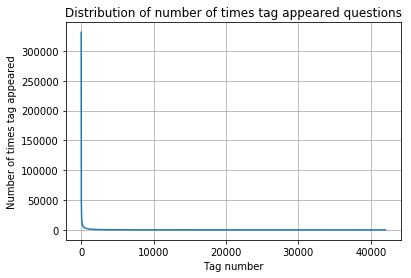 Distribution of number of times tag appeared questions
Number of times tag appeared
300000
250000
200000
150000
100000
50000
0
0 10000 20000 30000 40000
Tag number